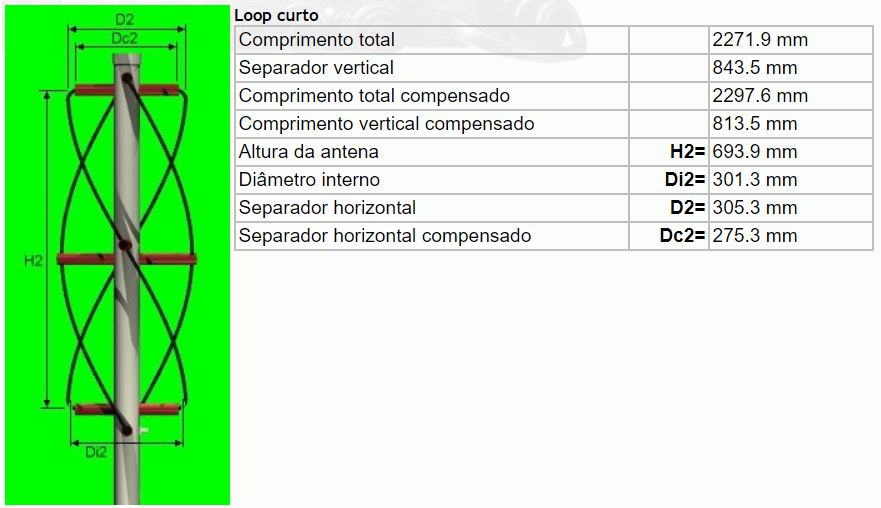 D2
Dc2
H2
Di2
Loop curto
Comprimento total 2271.9 mm
Separador vertical 843.5 mm
Comprimento total compensado 2297.6 mm
Comprimento vertical compensado 813.5 mm
Altura da antena H2= 693.9 mm
Diâmetro interno Di2= 301.3 mm
Separador horizontal D2= 305.3 mm
Separador horizontal compensado Dc2= 275.3 mm